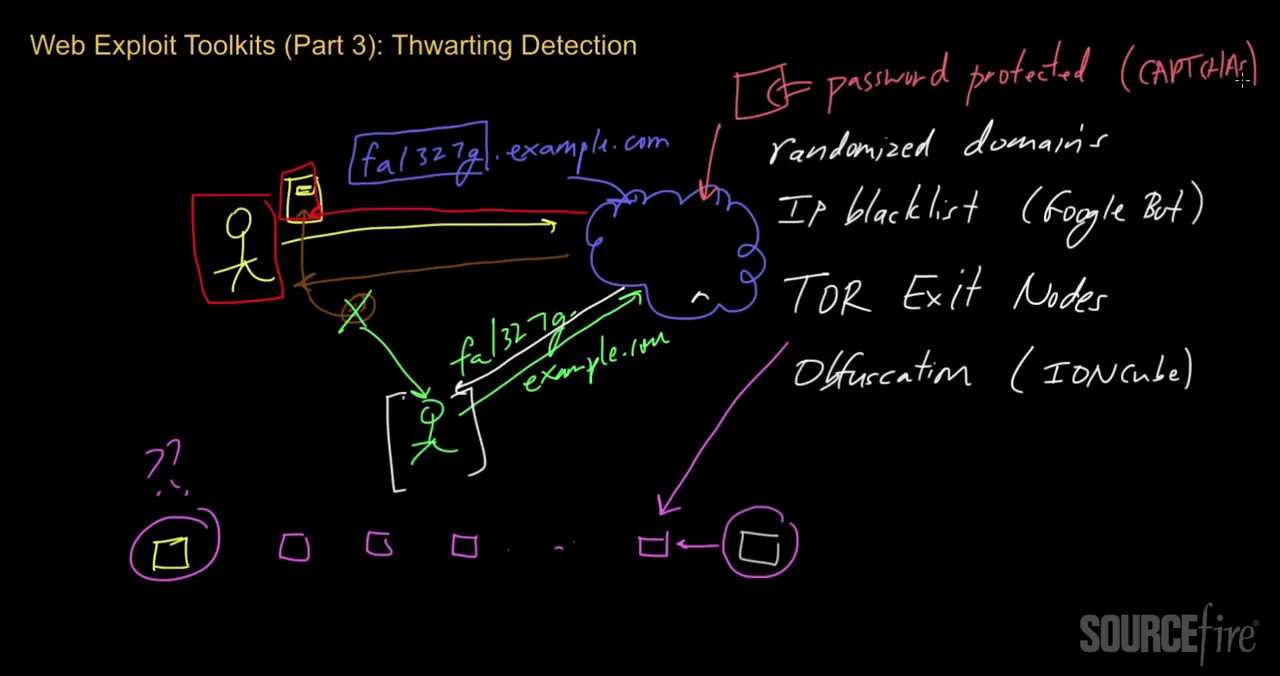 Web Exploit Toolkits (Part 3): Thwarting Detection
password protected (CAPTCHAs)
fa1327g.example.com
randomized domains
IP blacklist (Google Bot)
TOR Exit Nodes
fa1327g.
example.com
Obfuscation (IONCube)
??
SOURCEfire®